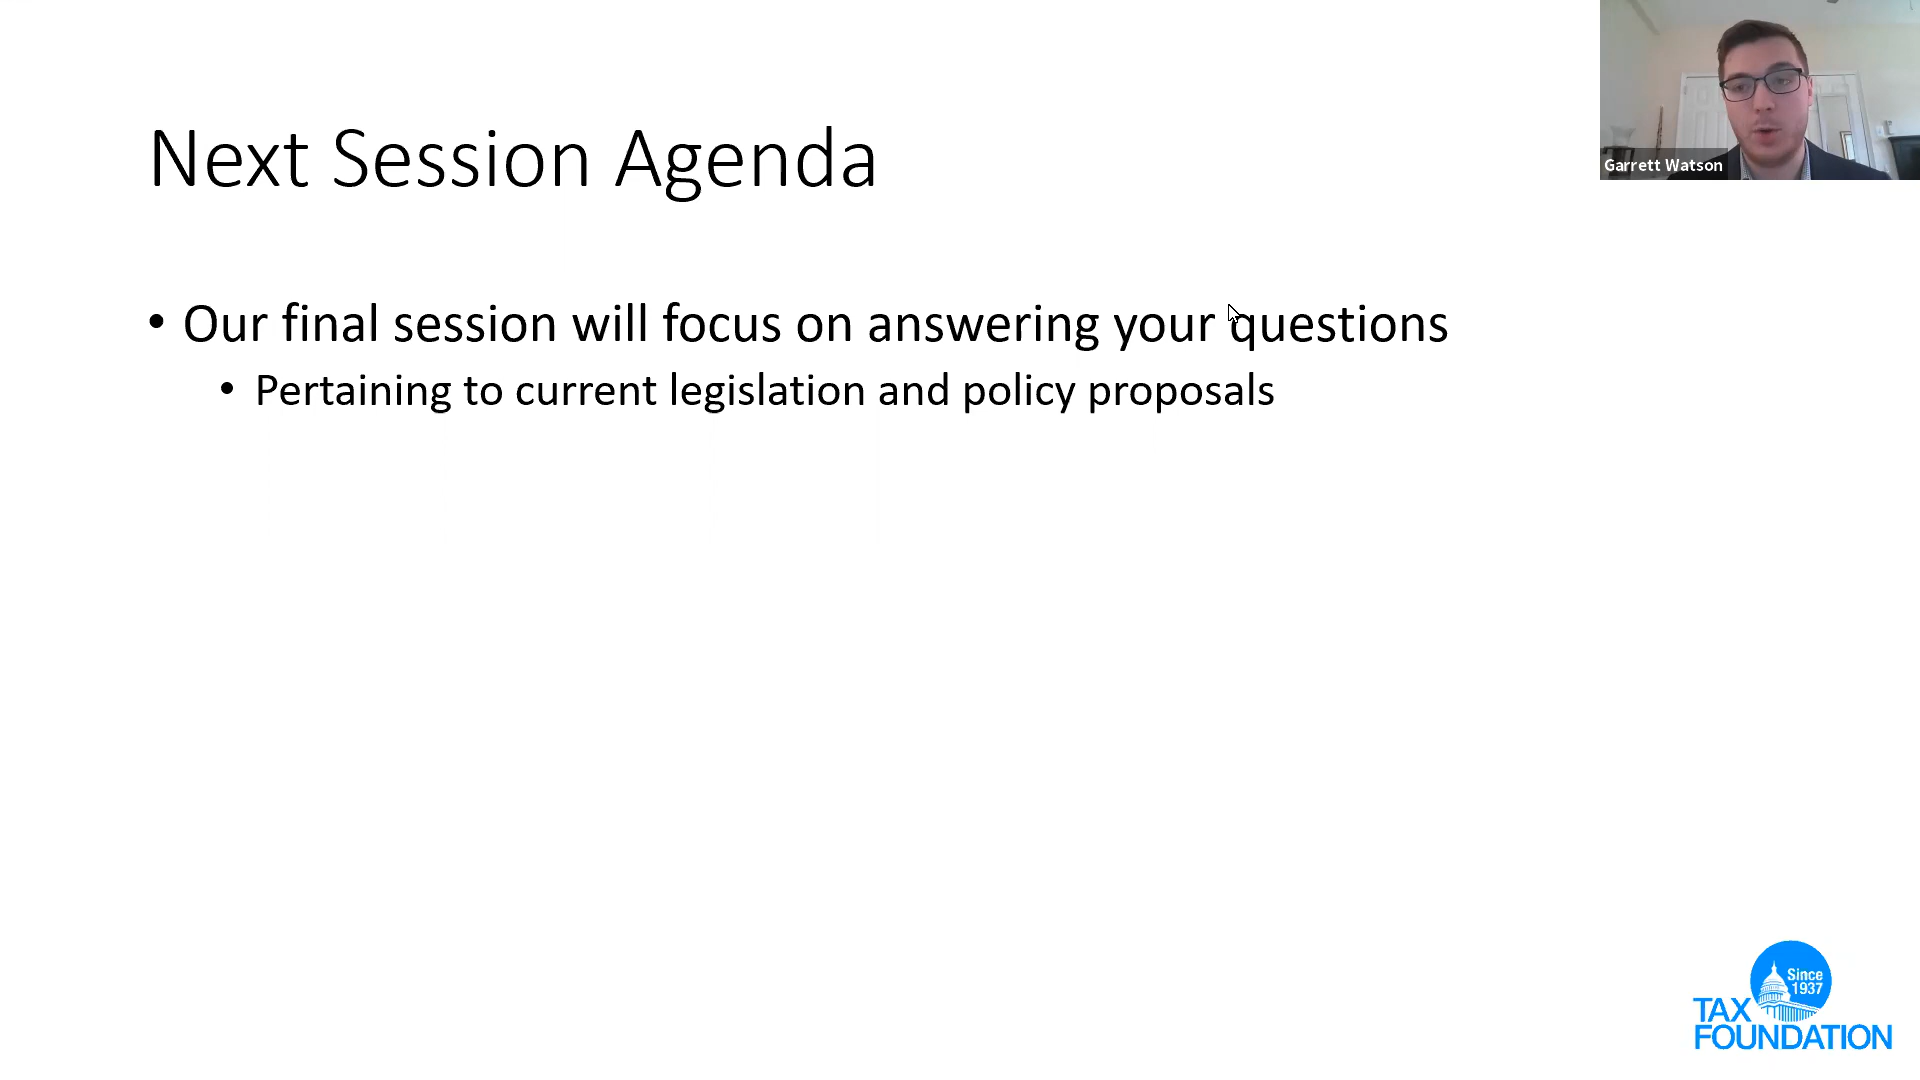 Next Session Agenda
Garrett Watson
• Our final session will focus on answering your questions
• Pertaining to current legislation and policy proposals
Since
1937
TAX
FOUNDATION